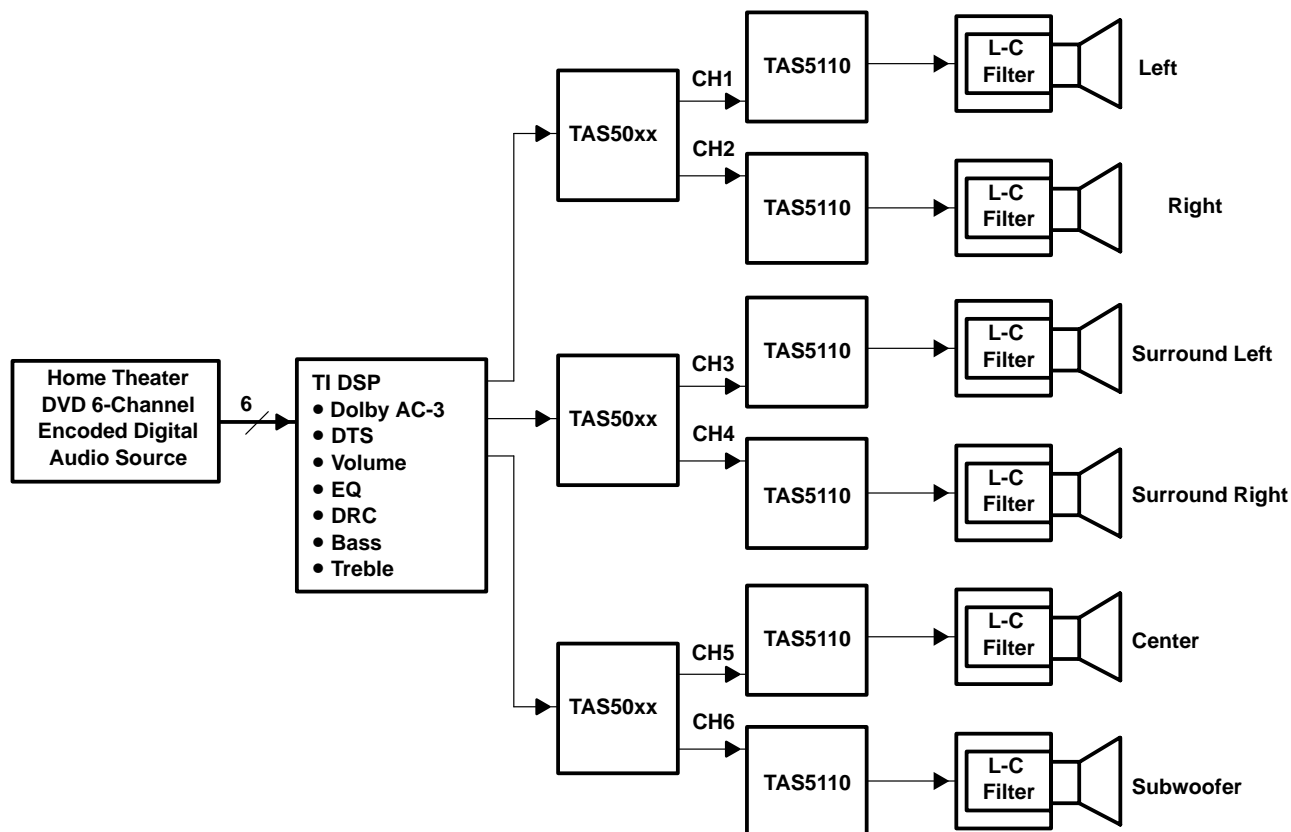 Home Theater
DVD 6-Channel
Encoded Digital
Audio Source
6
TI DSP
• Dolby AC-3
• DTS
• Volume
• EQ
• DRC
• Bass
• Treble
TAS50xx
CH1
CH2
TAS5110
L-C
Filter
Left
TAS5110
L-C
Filter
Right
TAS50xx
CH3
CH4
TAS5110
L-C
Filter
Surround Left
TAS5110
L-C
Filter
Surround Right
TAS50xx
CH5
CH6
TAS5110
L-C
Filter
Center
TAS5110
L-C
Filter
Subwoofer